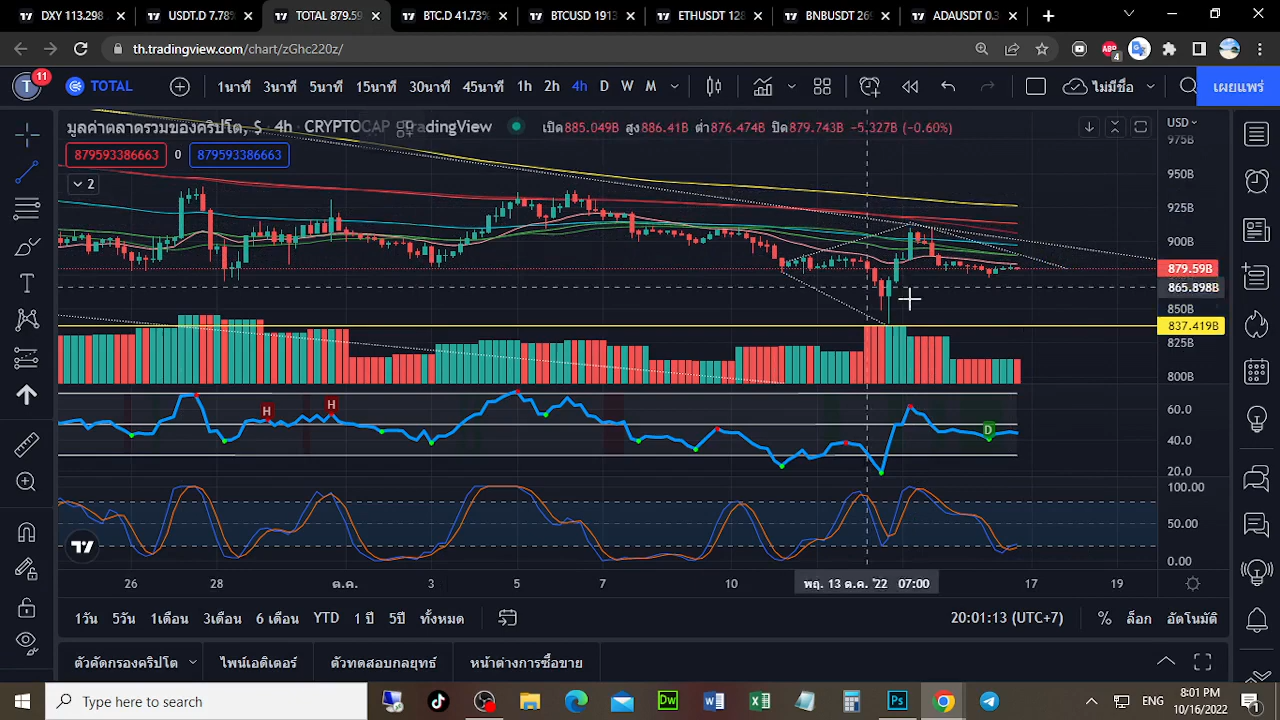 DXY 113.298
USDT.D 7.78%
TOTAL 879.59
BTC.D 41.73%
BTCUSD 1913
ETHUSDT 128
BNBUSDT 269
ADAUSDT 0.3
th.tradingview.com/chart/zGhc220z/
ABP 4
T 11 TOTAL 1นาที 3นาที 5นาที 15นาที 30นาที 45นาที 1h 2h 4h D W M ไม่มีชื่อ เผยแพร่
มูลค่าตลาดรวมของคริปโต, $ 4h CRYPTOCAP TradingView เปิด885.049B สูง886.41B ต่ำ876.474B ปิด879.743B −5.327B (−0.60%)
USD
975B
879593386663 0 879593386663
950B
2
925B
900B
879.59B
865.898B
850B
837.419B
825B
800B
H H 60.0
D
40.0
20.0
100.00
50.00
0.00
26 28 ต.ค. 3 5 7 10 พฤ. 13 ต.ค. '22 07:00 17 19
1วัน 5วัน 1เดือน 3เดือน 6 เดือน YTD 1 ปี 5ปี ทั้งหมด 20:01:13 (UTC+7) % ล็อก อัตโนมัติ
ตัวคัดกรองคริปโต ไพน์เอดิเตอร์ ตัวทดสอบกลยุทธ์ หน้าต่างการซื้อขาย
Type here to search
Dw
Ps
ENG
8:01 PM
10/16/2022
1